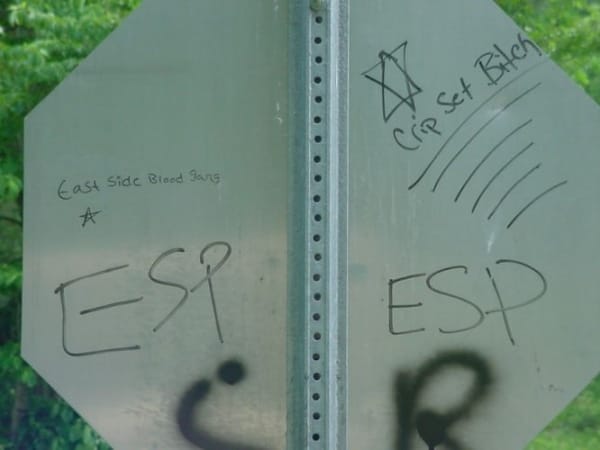 Crip Set Bitch
East Side Blood gang
ESP
ESP